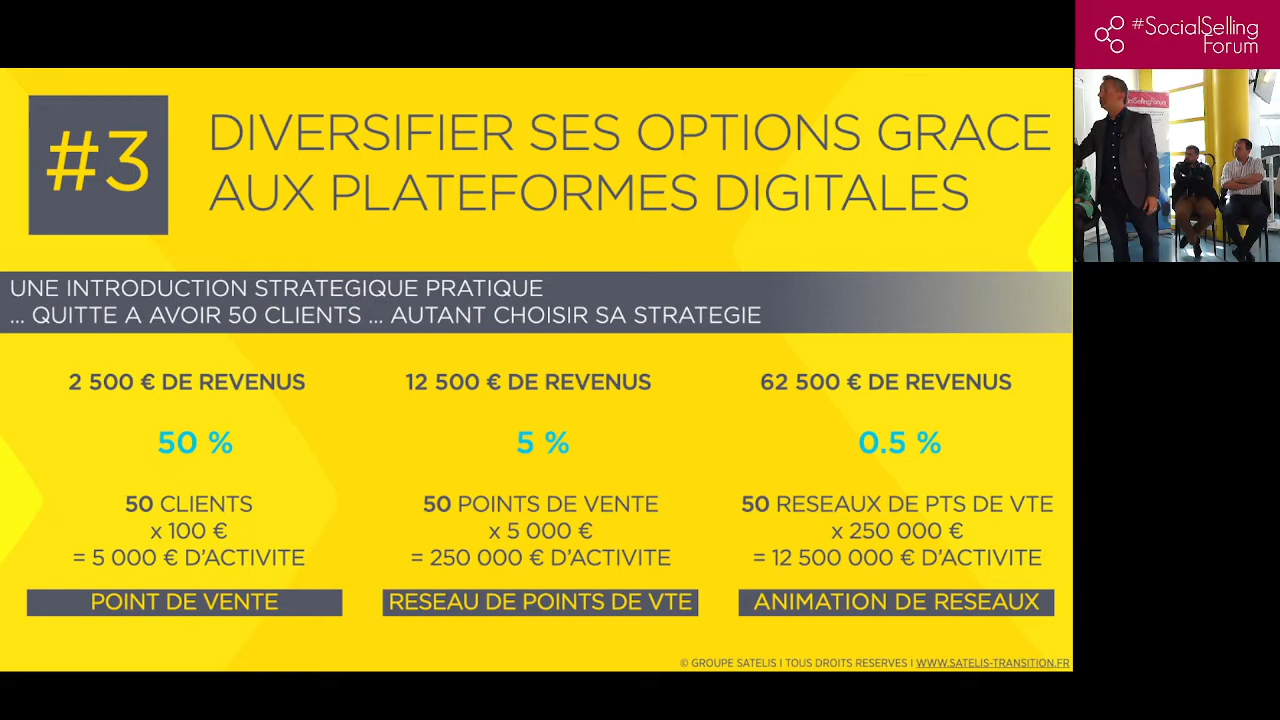 #SocialSelling
Forum
#3
DIVERSIFIER SES OPTIONS GRACE
AUX PLATEFORMES DIGITALES
UNE INTRODUCTION STRATEGIQUE PRATIQUE
... QUITTE A AVOIR 50 CLIENTS ... AUTANT CHOISIR SA STRATEGIE
2 500 € DE REVENUS
50 %
50 CLIENTS
x 100 €
= 5 000 € D'ACTIVITE
POINT DE VENTE
12 500 € DE REVENUS
5 %
50 POINTS DE VENTE
x 5 000 €
= 250 000 € D'ACTIVITE
RESEAU DE POINTS DE VTE
62 500 € DE REVENUS
0.5 %
50 RESEAUX DE PTS DE VTE
x 250 000 €
= 12 500 000 € D'ACTIVITE
ANIMATION DE RESEAUX
© GROUPE SATELIS I TOUS DROITS RESERVES I WWW.SATELIS-TRANSITION.FR